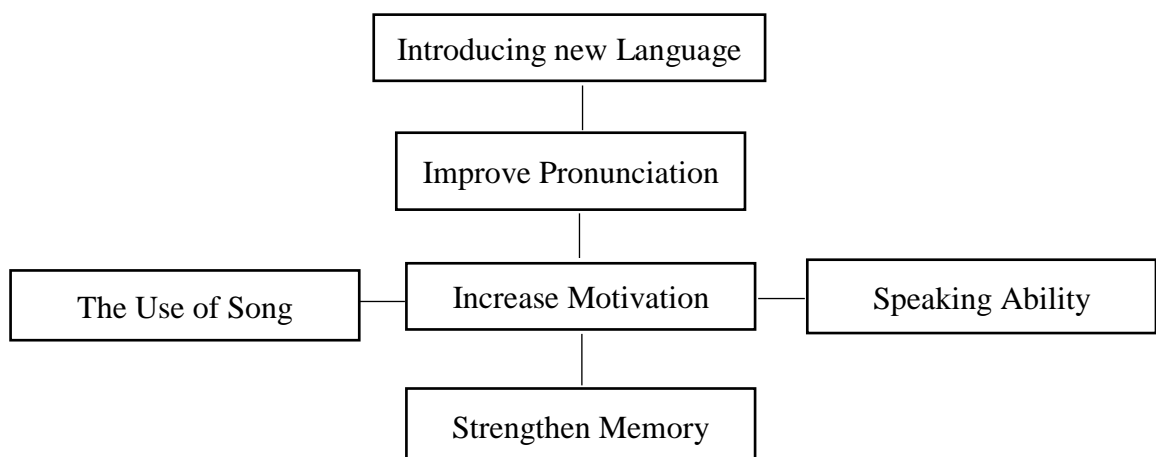 Introducing new Language
Improve Pronunciation
The Use of Song
Increase Motivation
Speaking Ability
Strengthen Memory